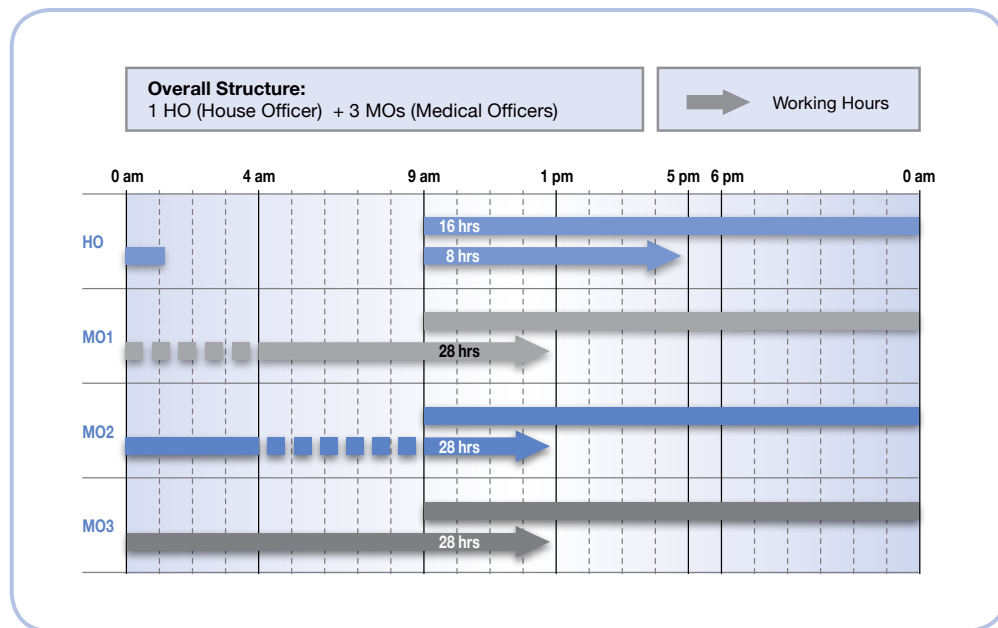 Overall Structure:
1 HO (House Officer) + 3 MOs (Medical Officers)
Working Hours
0 am 4 am 9 am 1 pm 5 pm 6 pm 0 am
HO
16 hrs
8 hrs
MO1
28 hrs
MO2
28 hrs
MO3
28 hrs